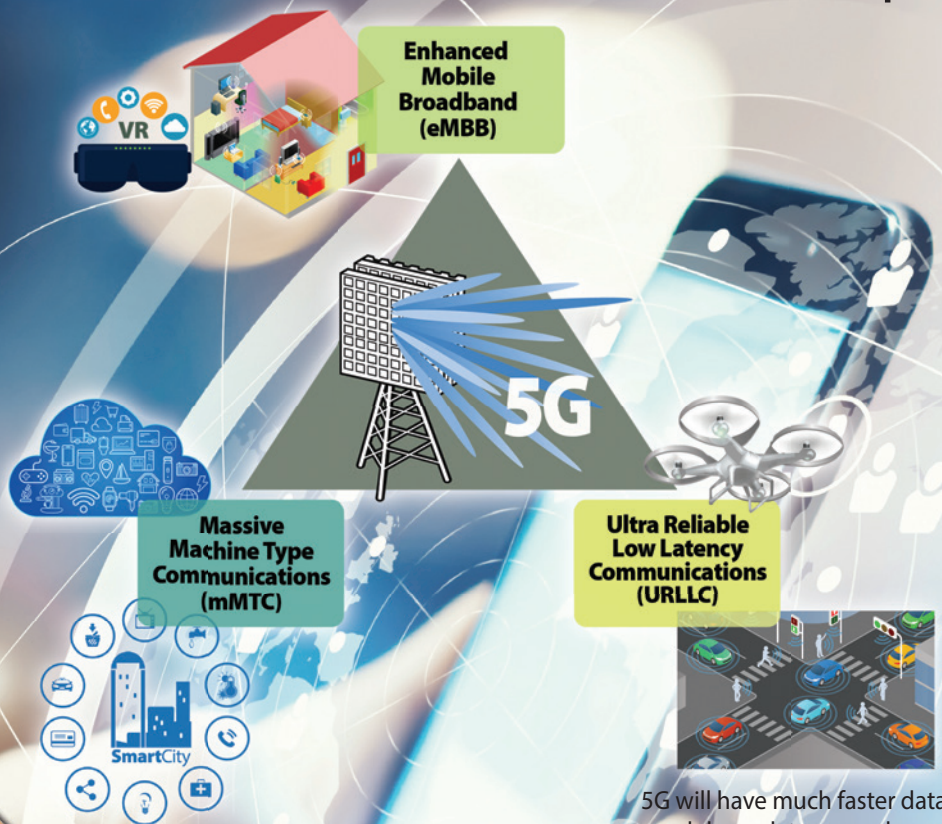 Enhanced
Mobile
Broadband
(eMBB)
VR
5G
Massive
Machine Type
Communications
(mMTC)
Ultra Reliable
Low Latency
Communications
(URLLC)
SmartCity
5G will have much faster data